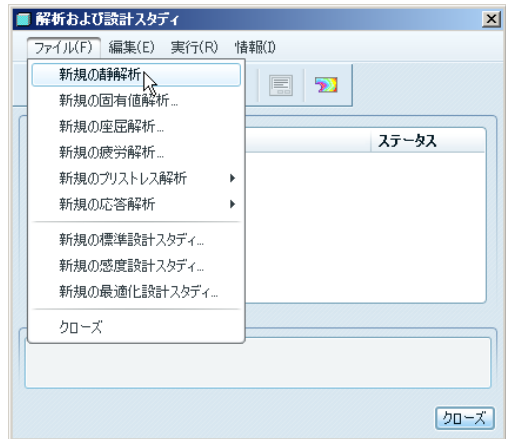 解析および設計スタディ
ファイル(F) 編集(E) 実行(R) 情報(I)
新規の静解析...
新規の固有値解析...
新規の座屈解析...
新規の疲労解析...
新規のプリストレス解析
新規の応答解析
新規の標準設計スタディ...
新規の感度設計スタディ...
新規の最適化設計スタディ...
クローズ
ステータス
クローズ